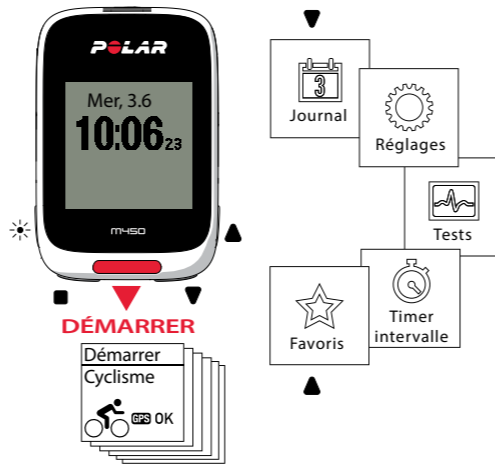 POLAR
Mer, 3.6
10:06 23
M450
DÉMARRER
Démarrer
Cyclisme
GPS OK
3
Journal
Réglages
Tests
Timer
intervalle
Favoris